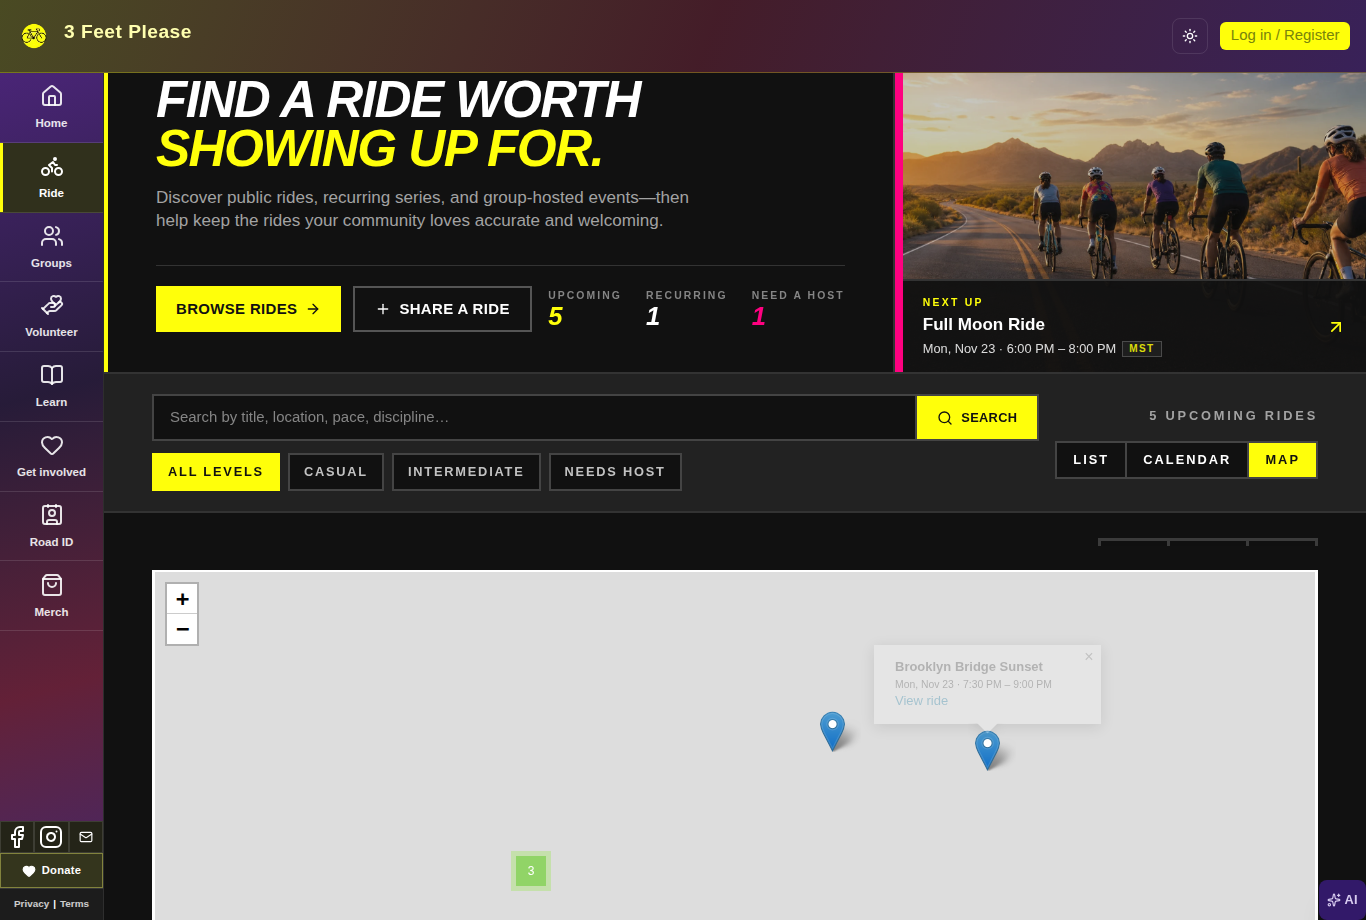 3 Feet Please
Log in / Register
Home
Ride
Groups
Volunteer
Learn
Get involved
Road ID
Merch
Donate
Privacy | Terms
FIND A RIDE WORTH
SHOWING UP FOR.
Discover public rides, recurring series, and group-hosted events—then
help keep the rides your community loves accurate and welcoming.
BROWSE RIDES
SHARE A RIDE
UPCOMING
5
RECURRING
1
NEED A HOST
1
NEXT UP
Full Moon Ride
Mon, Nov 23 · 6:00 PM – 8:00 PM MST
Search by title, location, pace, discipline…
SEARCH
5 UPCOMING RIDES
ALL LEVELS
CASUAL
INTERMEDIATE
NEEDS HOST
LIST
CALENDAR
MAP
+
−
Brooklyn Bridge Sunset
×
Mon, Nov 23 · 7:30 PM – 9:00 PM
View ride
3
AI